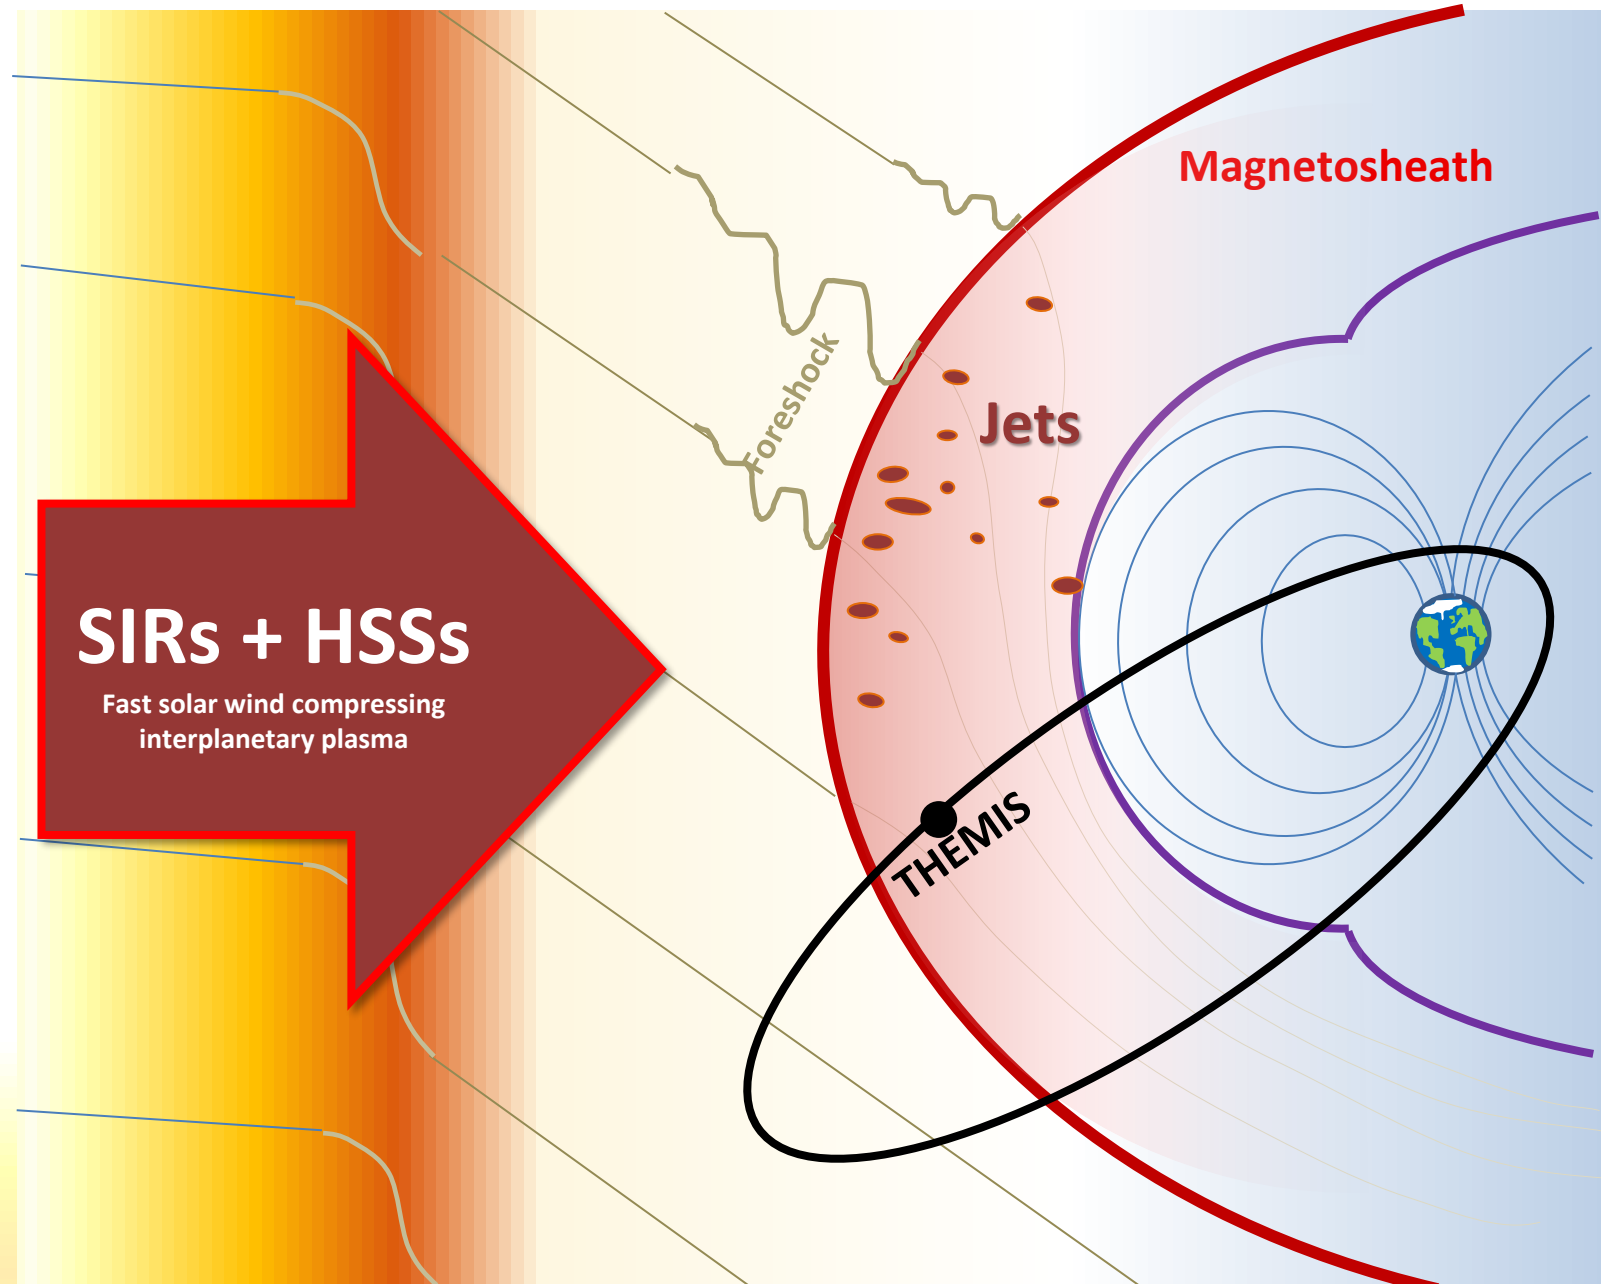 Magnetosheath
Foreshock
Jets
SIRs + HSSs
Fast solar wind compressing
interplanetary plasma
THEMIS